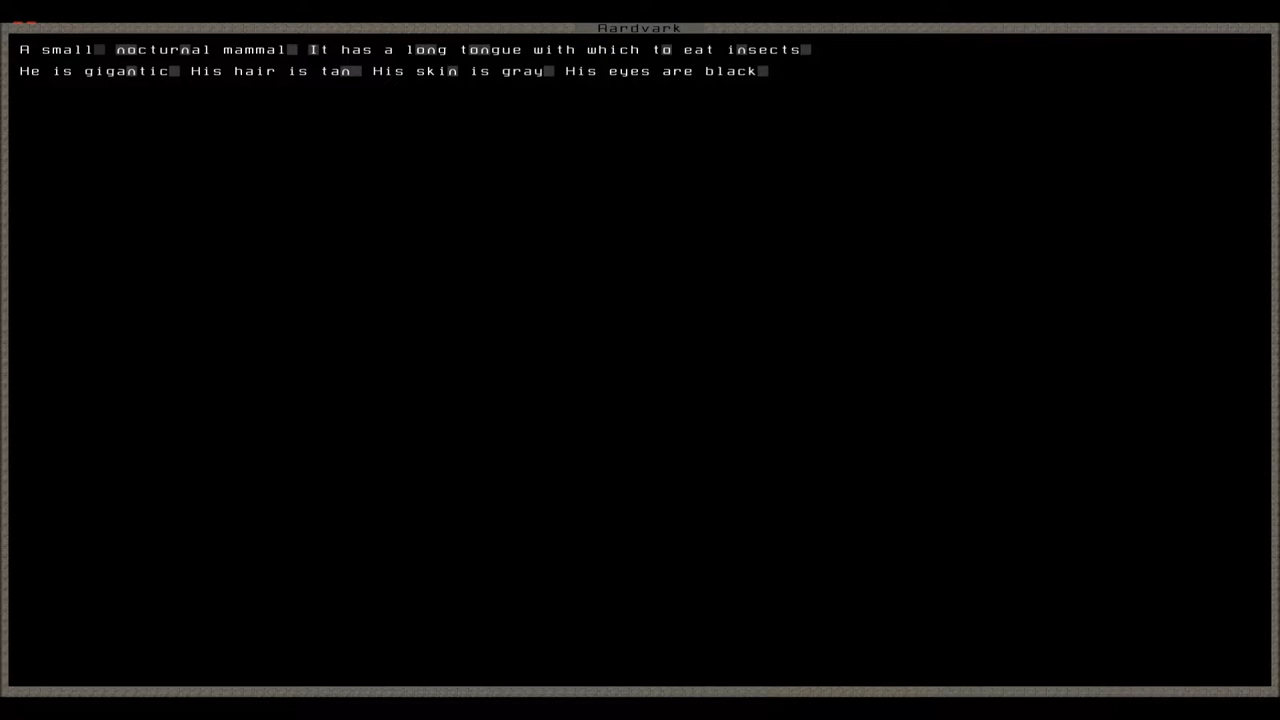 Aardvark
A small nocturnal mammal It has a long tongue with which to eat insects
He is gigantic His hair is tan His skin is gray His eyes are black